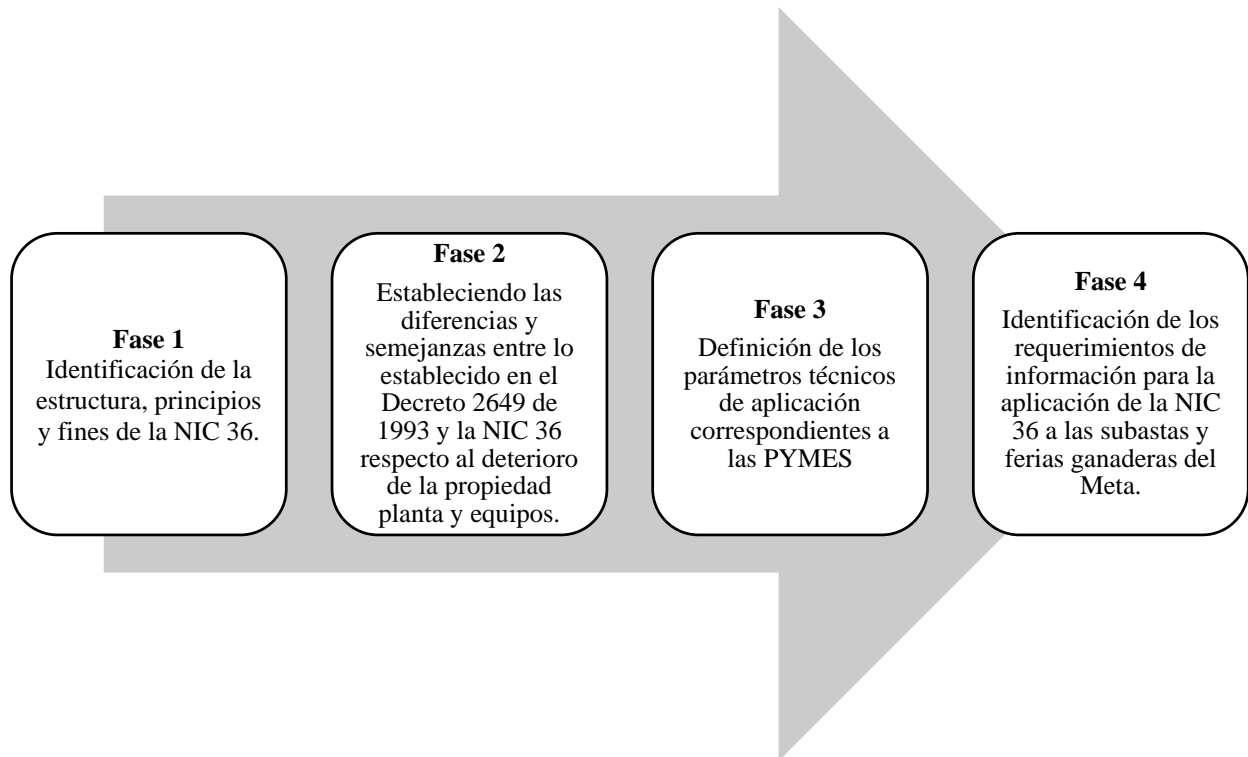 Fase 1
Identificación de la
estructura, principios
y fines de la NIC 36.
Fase 2
Estableciendo las
diferencias y
semejanzas entre lo
establecido en el
Decreto 2649 de
1993 y la NIC 36
respecto al deterioro
de la propiedad
planta y equipos.
Fase 3
Definición de los
parámetros técnicos
de aplicación
correspondientes a
las PYMES
Fase 4
Identificación de los
requerimientos de
información para la
aplicación de la NIC
36 a las subastas y
ferias ganaderas del
Meta.